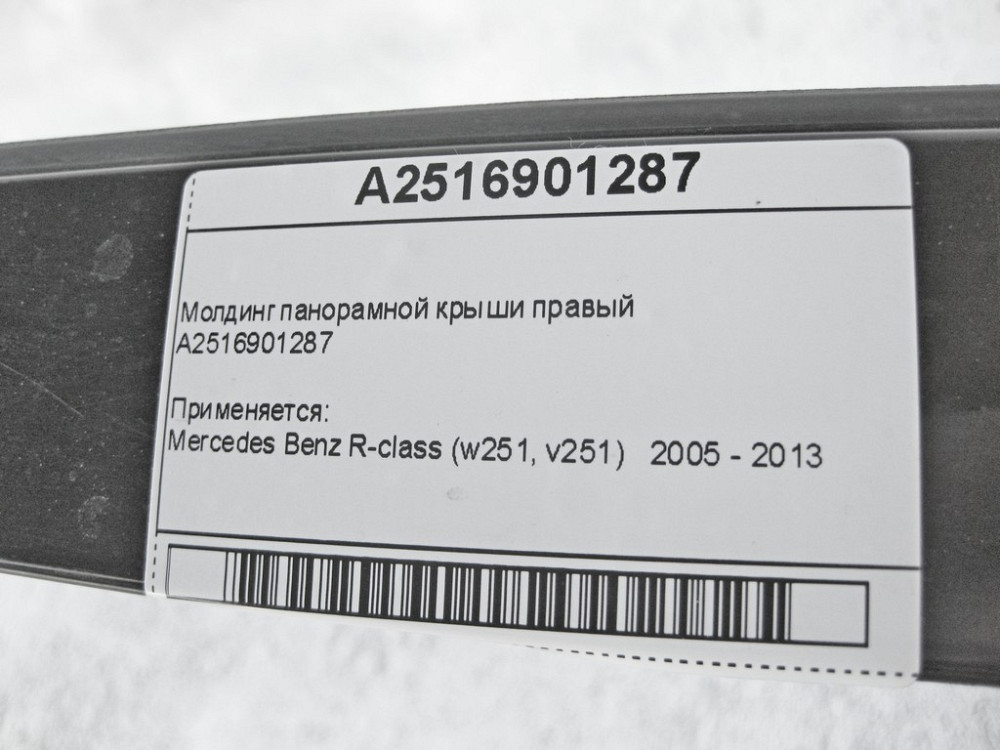 A2516901287
Молдинг панорамной крыши правый
A2516901287
Применяется:
Mercedes Benz R-class (w251, v251) 2005 - 2013